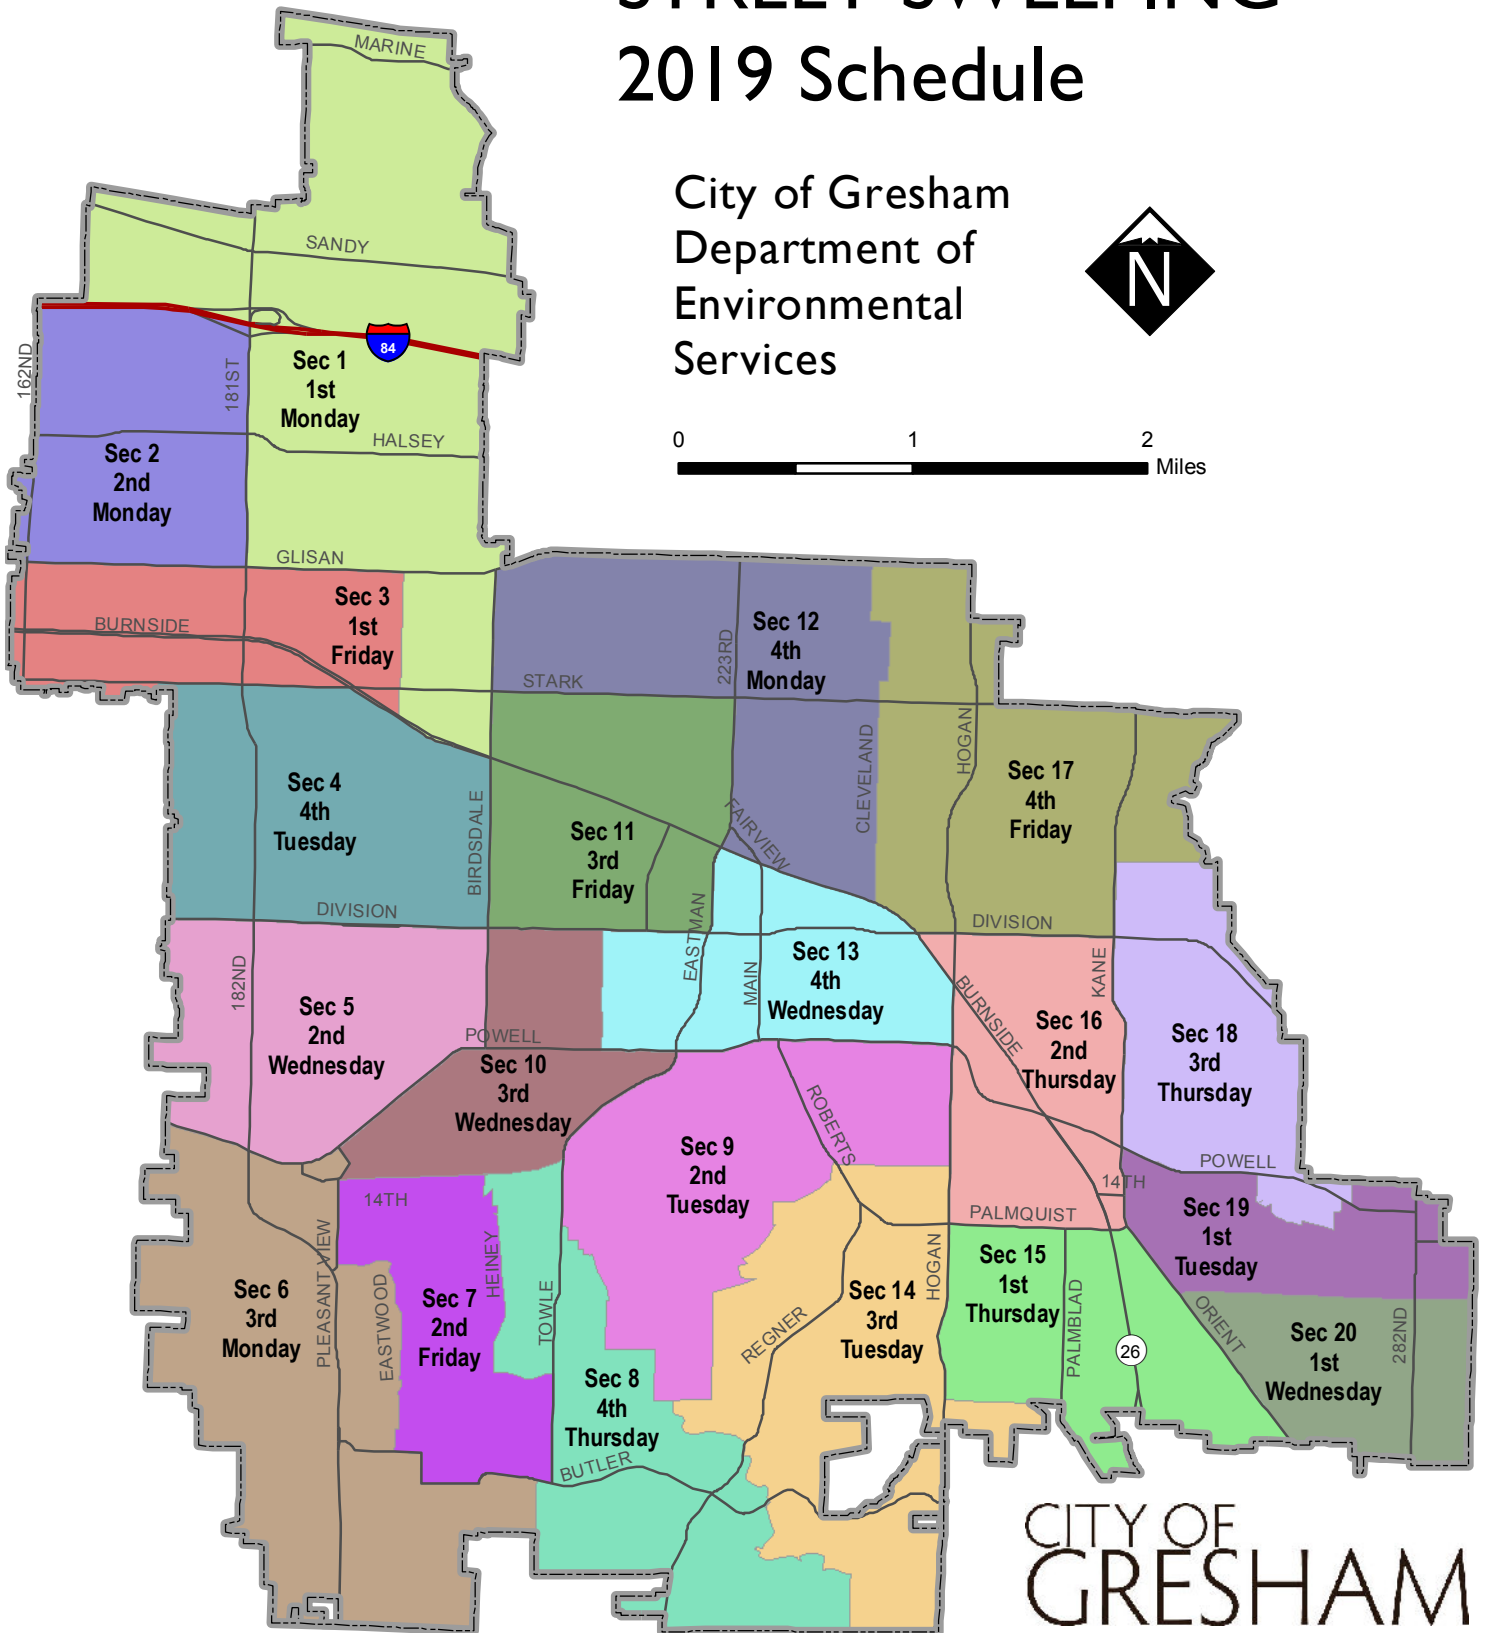 STREET SWEEPING
2019 Schedule
City of Gresham
Department of
Environmental
Services
N
0 1 2
Miles
MARINE
SANDY
84
162ND
181ST
Sec 1
1st
Monday
HALSEY
Sec 2
2nd
Monday
GLISAN
Sec 3
1st
Friday
BURNSIDE
STARK
223RD
Sec 12
4th
Monday
CLEVELAND
HOGAN
Sec 17
4th
Friday
Sec 4
4th
Tuesday
BIRDSDALE
Sec 11
3rd
Friday
FAIRVIEW
EASTMAN
DIVISION
DIVISION
182ND
Sec 5
2nd
Wednesday
POWELL
MAIN
Sec 13
4th
Wednesday
BURNSIDE
KANE
Sec 16
2nd
Thursday
Sec 18
3rd
Thursday
Sec 10
3rd
Wednesday
ROBERTS
Sec 9
2nd
Tuesday
POWELL
14TH
14TH
PALMQUIST
Sec 19
1st
Tuesday
PLEASANT VIEW
EASTWOOD
HEINEY
TOWLE
Sec 6
3rd
Monday
Sec 7
2nd
Friday
HOGAN
Sec 15
1st
Thursday
PALMBLAD
REGNER
Sec 14
3rd
Tuesday
26
ORIENT
282ND
Sec 20
1st
Wednesday
Sec 8
4th
Thursday
BUTLER
CITY OF
GRESHAM